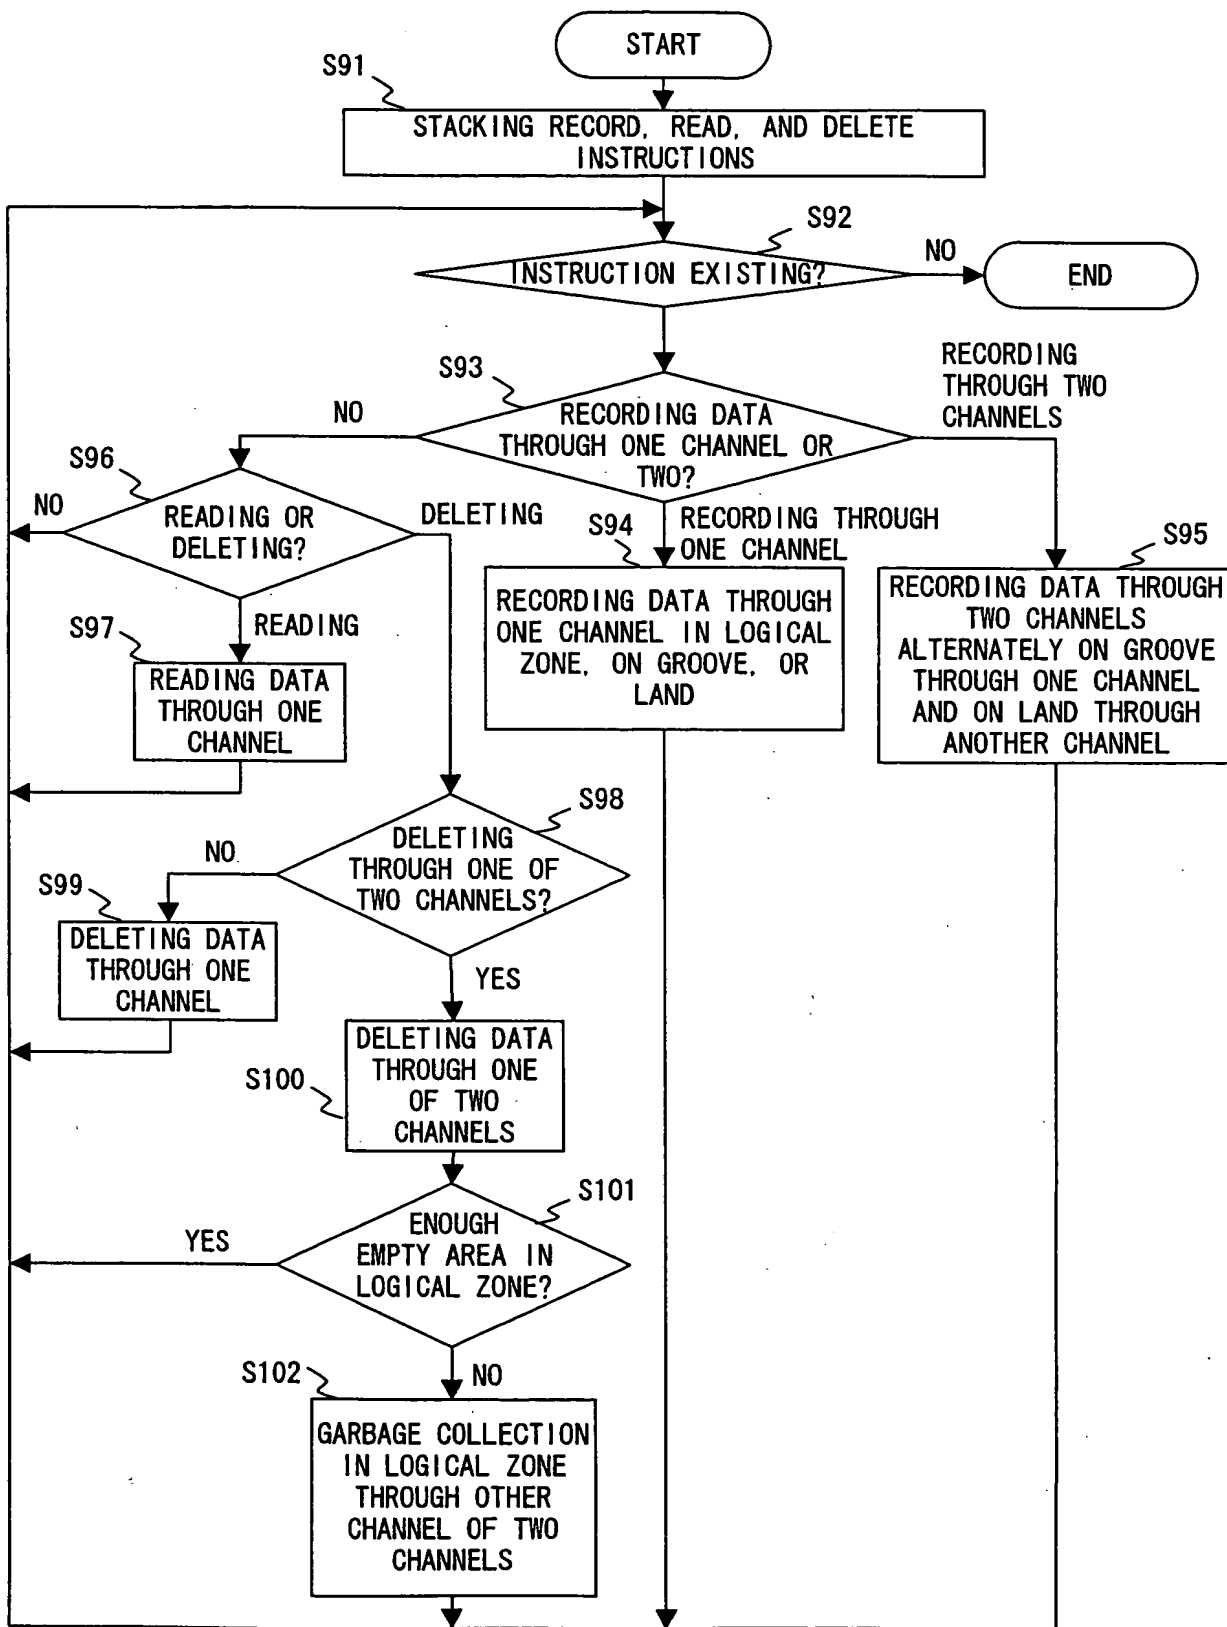 START
S91
STACKING RECORD, READ, AND DELETE
INSTRUCTIONS
S92
INSTRUCTION EXISTING?
NO
END
S93
RECORDING DATA
THROUGH ONE CHANNEL OR
TWO?
NO
RECORDING
THROUGH TWO
CHANNELS
S96
READING OR
DELETING?
NO
DELETING
RECORDING THROUGH
ONE CHANNEL
S94
RECORDING DATA THROUGH
ONE CHANNEL IN LOGICAL
ZONE, ON GROOVE, OR
LAND
S95
RECORDING DATA THROUGH
TWO CHANNELS
ALTERNATELY ON GROOVE
THROUGH ONE CHANNEL
AND ON LAND THROUGH
ANOTHER CHANNEL
READING
S97
READING DATA
THROUGH ONE
CHANNEL
S98
DELETING
THROUGH ONE OF
TWO CHANNELS?
NO
S99
DELETING DATA
THROUGH ONE
CHANNEL
YES
S100
DELETING DATA
THROUGH ONE
OF TWO
CHANNELS
S101
ENOUGH
EMPTY AREA IN
LOGICAL ZONE?
YES
NO
S102
GARBAGE COLLECTION
IN LOGICAL ZONE
THROUGH OTHER
CHANNEL OF TWO
CHANNELS